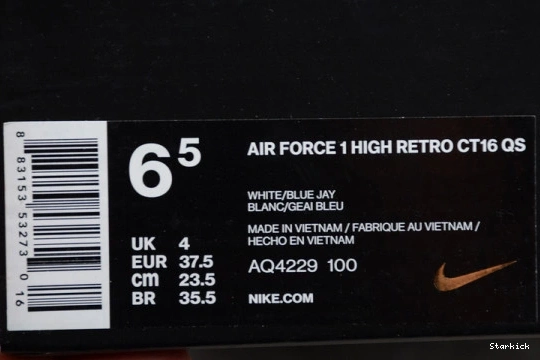 8 83153 53273 0 16
6⁵
AIR FORCE 1 HIGH RETRO CT16 QS
WHITE/BLUE JAY
BLANC/GEAI BLEU
MADE IN VIETNAM / FABRIQUE AU VIETNAM /
HECHO EN VIETNAM
UK 4
EUR 37.5
cm 23.5
BR 35.5
AQ4229 100
NIKE.COM
Starkick